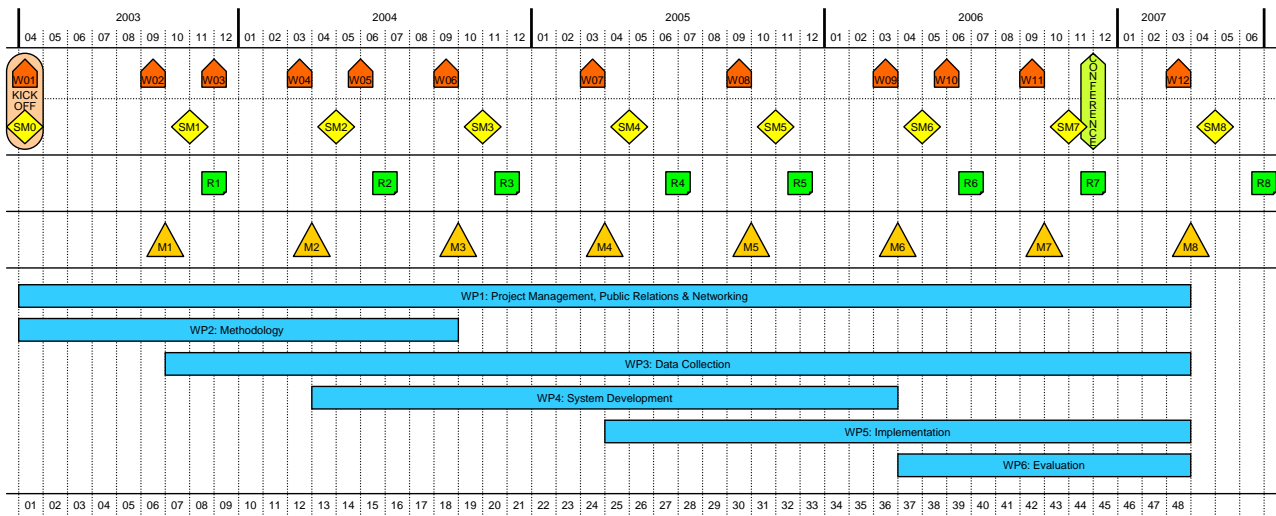 2003 2004 2005 2006 2007
04 05 06 07 08 09 10 11 12 01 02 03 04 05 06 07 08 09 10 11 12 01 02 03 04 05 06 07 08 09 10 11 12 01 02 03 04 05 06 07 08 09 10 11 12 01 02 03 04 05 06
W01 W02 W03 W04 W05 W06 W07 W08 W09 W10 W11 W12
KICK
OFF
CONFERENCE
SM0 SM1 SM2 SM3 SM4 SM5 SM6 SM7 SM8
R1 R2 R3 R4 R5 R6 R7 R8
M1 M2 M3 M4 M5 M6 M7 M8
WP1: Project Management, Public Relations & Networking
WP2: Methodology
WP3: Data Collection
WP4: System Development
WP5: Implementation
WP6: Evaluation
01 02 03 04 05 06 07 08 09 10 11 12 13 14 15 16 17 18 19 20 21 22 23 24 25 26 27 28 29 30 31 32 33 34 35 36 37 38 39 40 41 42 43 44 45 46 47 48